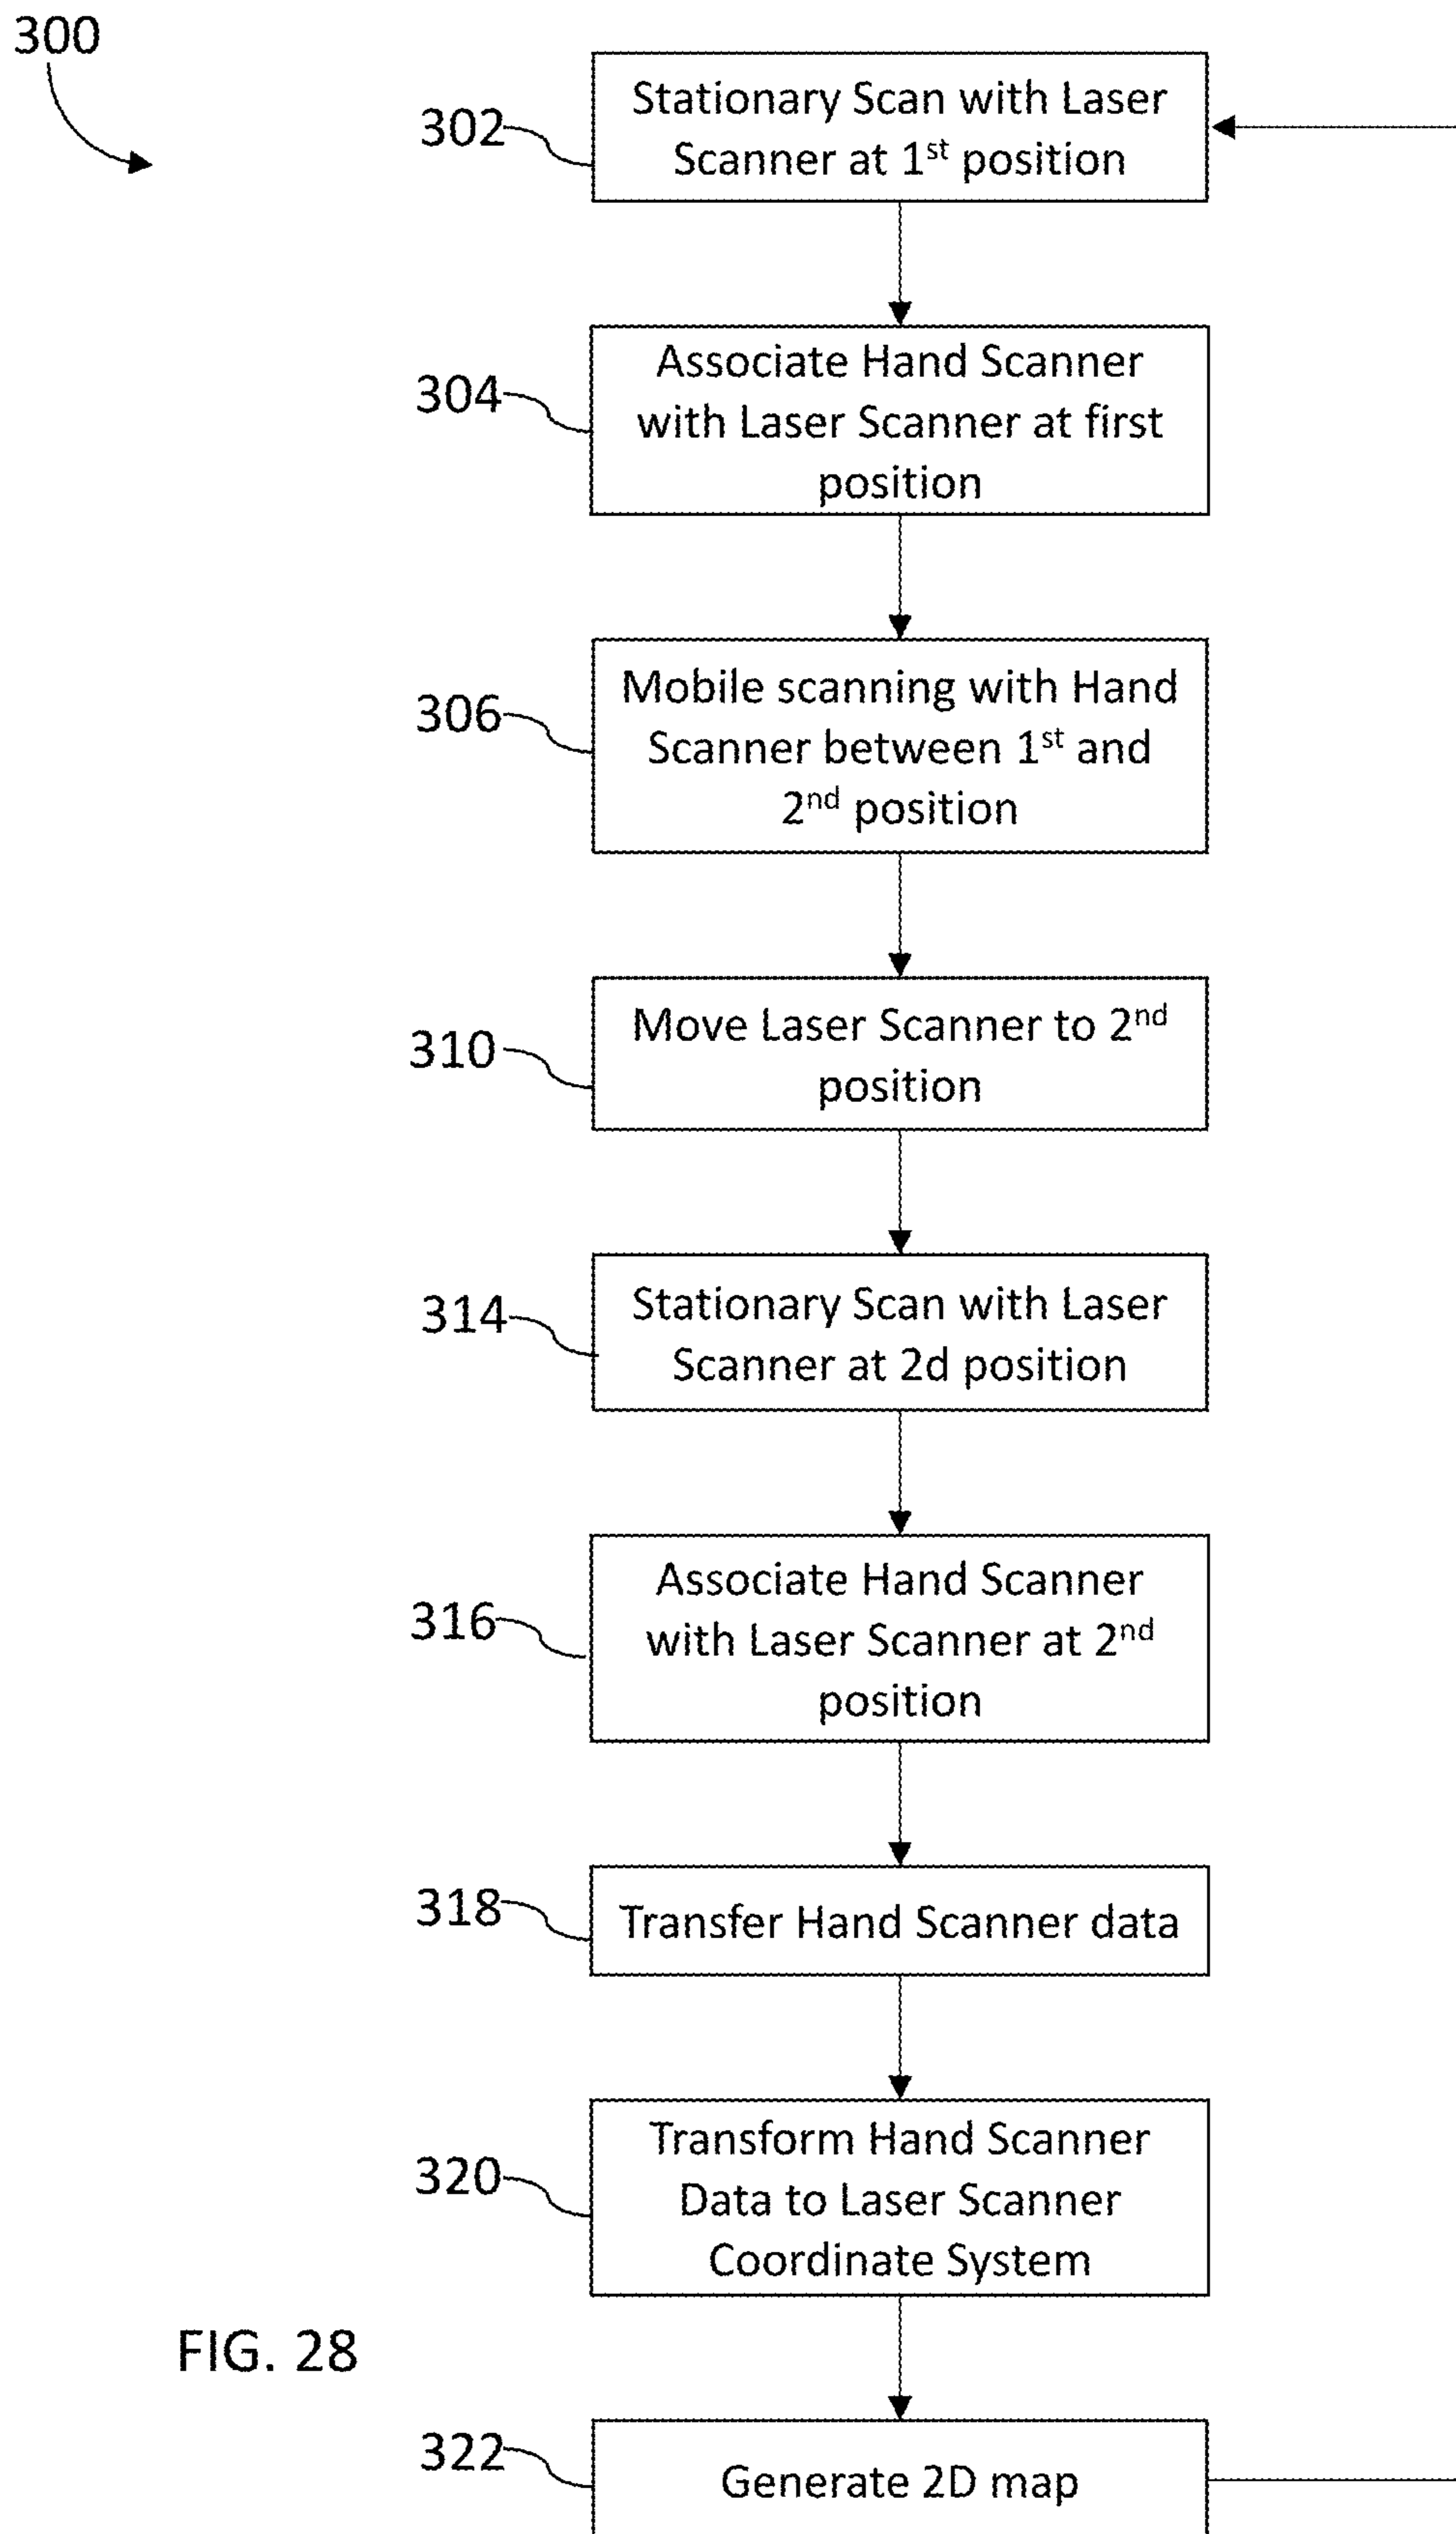 300
302
Stationary Scan with Laser
Scanner at 1st position
304
Associate Hand Scanner
with Laser Scanner at first
position
306
Mobile scanning with Hand
Scanner between 1st and
2nd position
310
Move Laser Scanner to 2nd
position
314
Stationary Scan with Laser
Scanner at 2d position
316
Associate Hand Scanner
with Laser Scanner at 2nd
position
318
Transfer Hand Scanner data
320
Transform Hand Scanner
Data to Laser Scanner
Coordinate System
FIG. 28
322
Generate 2D map